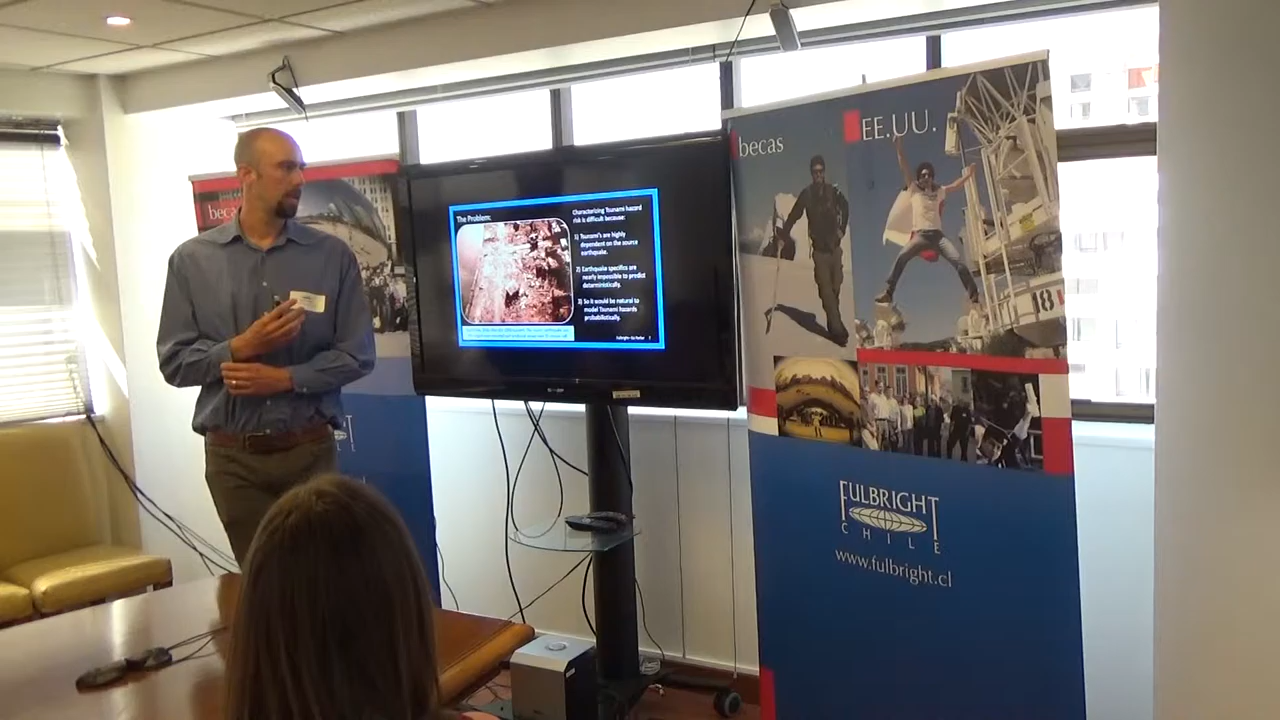 becas
EE.UU.
bec
The Problem:
Characterizing Tsunami hazard
risk is difficult because:
1) Tsunami's are highly
dependent on the source
earthquake.
2) Earthquake specifics are
nearly impossible to predict
deterministically.
3) So it would be natural to
model Tsunami hazards
probabilistically.
18
FULBRIGHT
CHILE
www.fulbright.cl